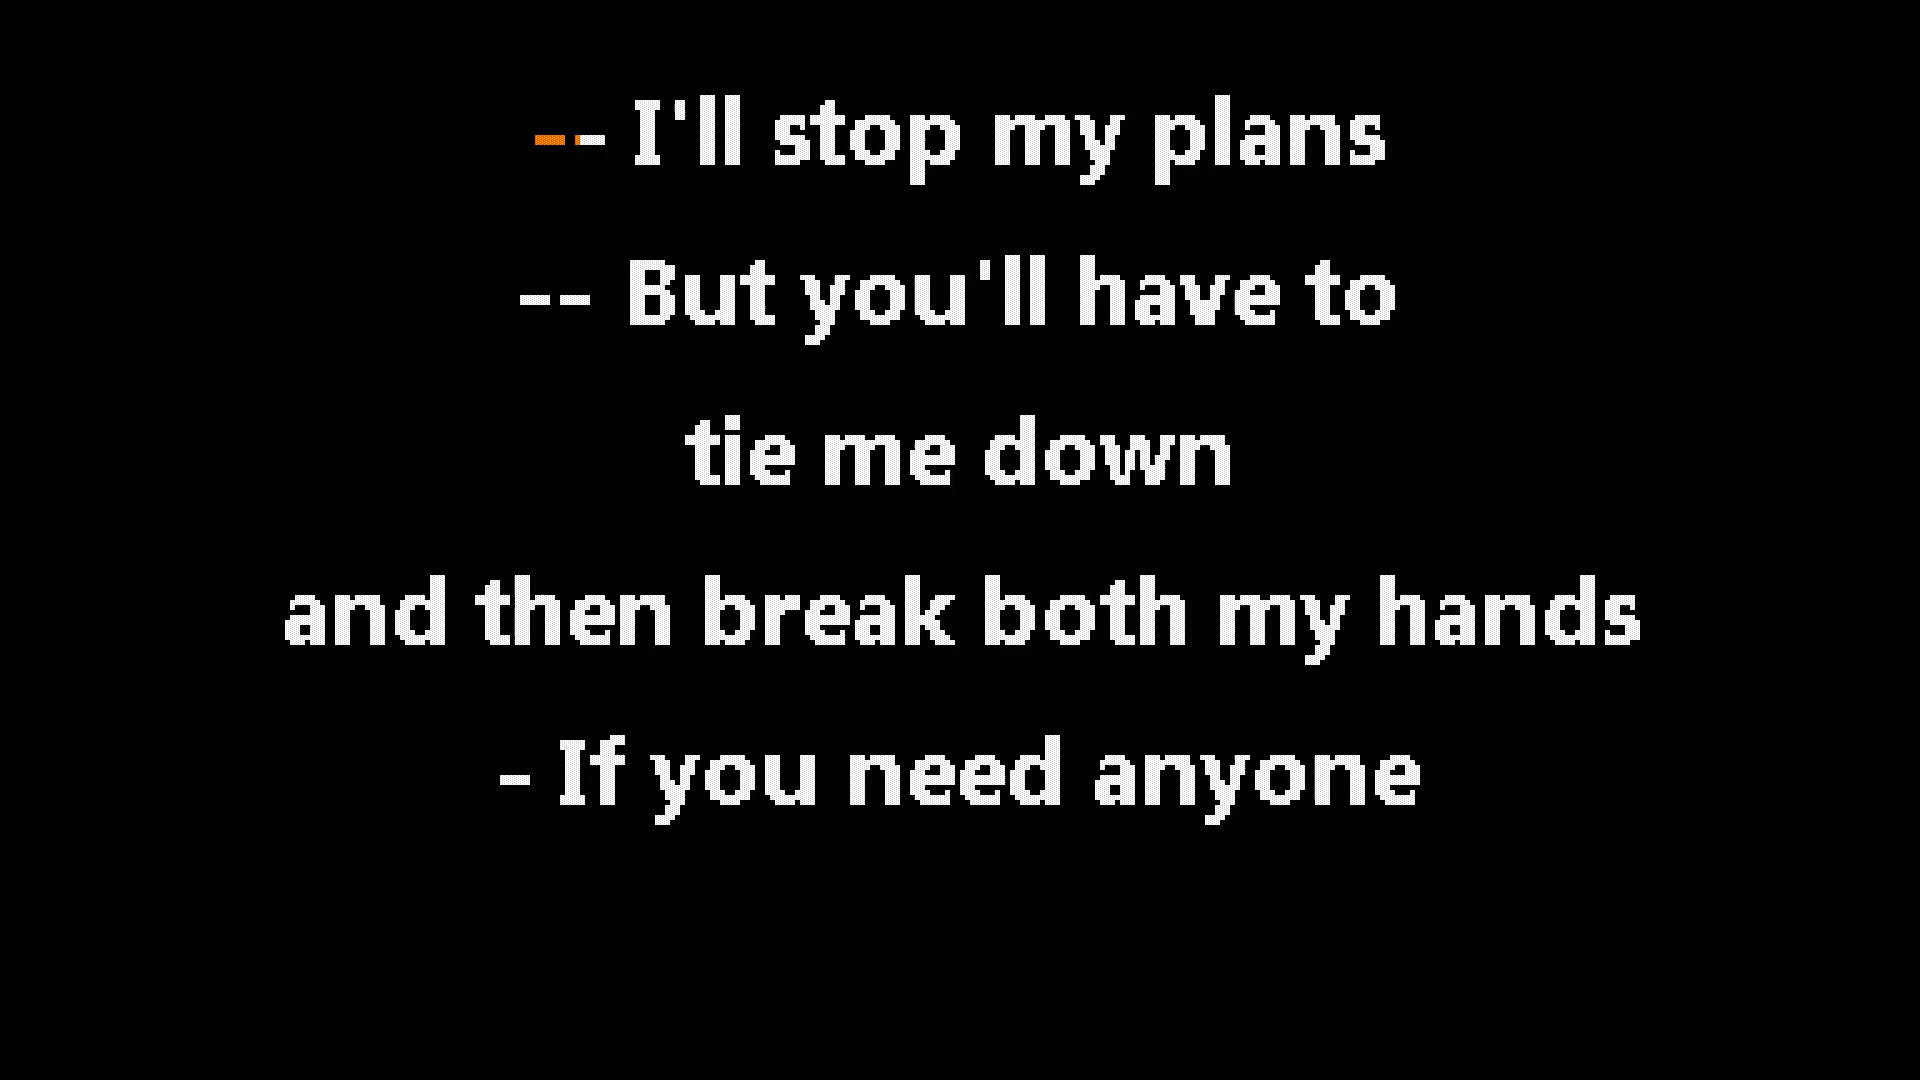 -- I'll stop my plans
-- But you'll have to
tie me down
and then break both my hands
- If you need anyone